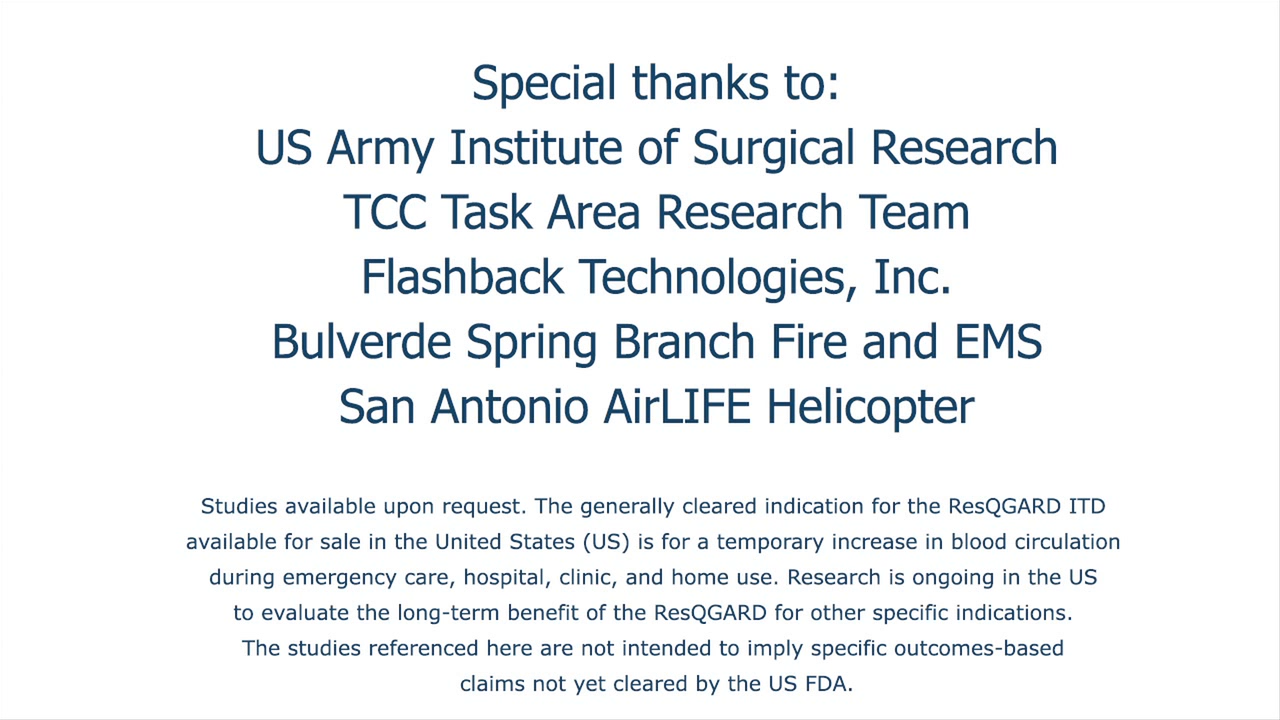 Special thanks to:
US Army Institute of Surgical Research
TCC Task Area Research Team
Flashback Technologies, Inc.
Bulverde Spring Branch Fire and EMS
San Antonio AirLIFE Helicopter
Studies available upon request. The generally cleared indication for the ResQGARD ITD
available for sale in the United States (US) is for a temporary increase in blood circulation
during emergency care, hospital, clinic, and home use. Research is ongoing in the US
to evaluate the long-term benefit of the ResQGARD for other specific indications.
The studies referenced here are not intended to imply specific outcomes-based
claims not yet cleared by the US FDA.